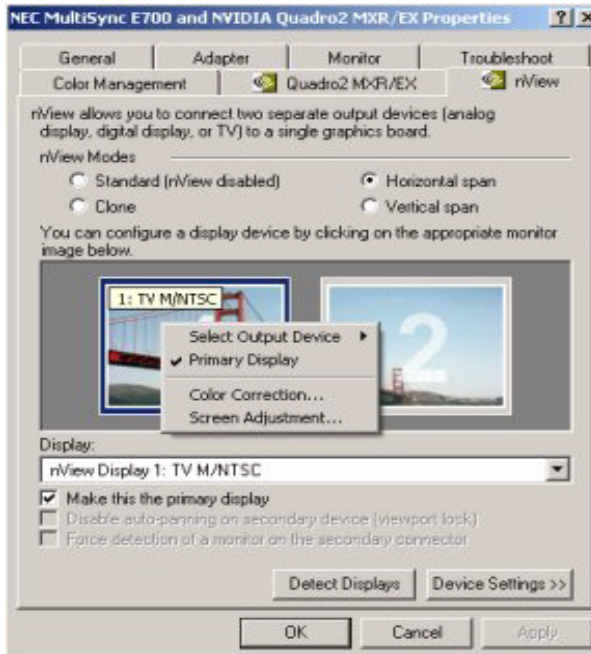 NEC MultiSync E700 and NVIDIA Quadro2 MXR/EX Properties
General Adapter Monitor Troubleshoot
Color Management Quadro2 MXR/EX nView
nView allows you to connect two separate output devices (analog
display, digital display, or TV) to a single graphics board.
nView Modes
Standard (nView disabled) Horizontal span
Clone Vertical span
You can configure a display device by clicking on the appropriate monitor
image below.
1: TV M/NTSC
2
Select Output Device
Primary Display
Color Correction...
Screen Adjustment...
Display:
nView Display 1: TV M/NTSC
Make this the primary display
Disable auto-panning on secondary device (viewport lock)
Force detection of a monitor on the secondary connector
Detect Displays Device Settings >>
OK Cancel Apply